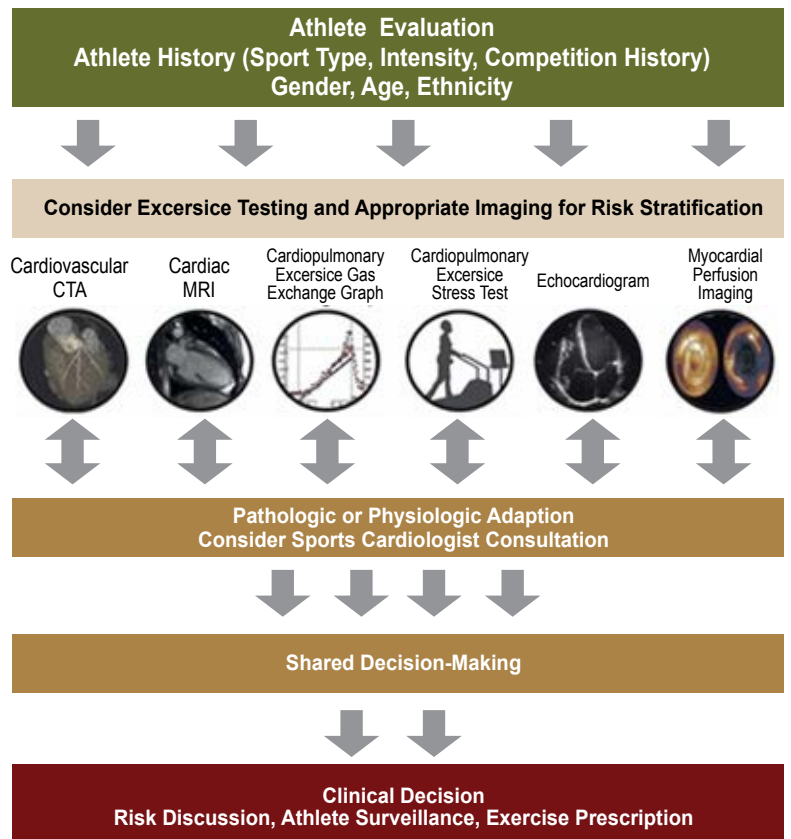 Athlete Evaluation
Athlete History (Sport Type, Intensity, Competition History)
Gender, Age, Ethnicity
Consider Excersice Testing and Appropriate Imaging for Risk Stratification
Cardiovascular
CTA
Cardiac
MRI
Cardiopulmonary
Excersice Gas
Exchange Graph
Cardiopulmonary
Excersice
Stress Test
Echocardiogram
Myocardial
Perfusion
Imaging
Pathologic or Physiologic Adaption
Consider Sports Cardiologist Consultation
Shared Decision-Making
Clinical Decision
Risk Discussion, Athlete Surveillance, Exercise Prescription